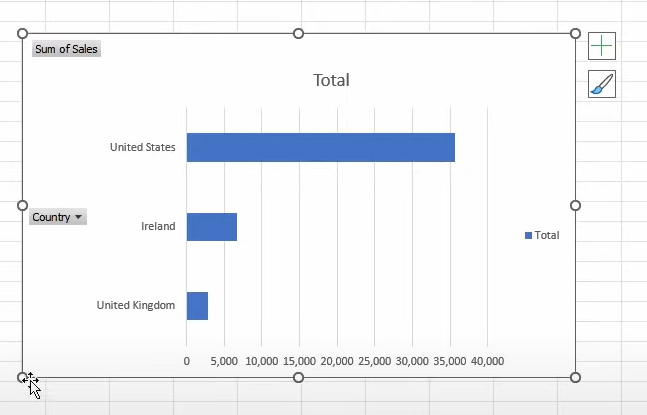 Sum of Sales
Total
United States
Country
Ireland
Total
United Kingdom
0 5,000 10,000 15,000 20,000 25,000 30,000 35,000 40,000